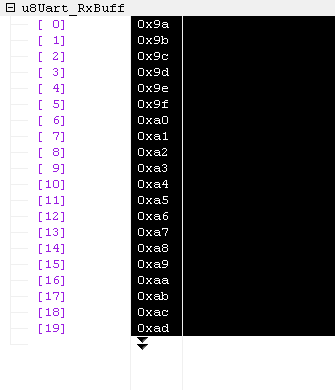 u8Uart_RxBuff
[ 0] 0x9a
[ 1] 0x9b
[ 2] 0x9c
[ 3] 0x9d
[ 4] 0x9e
[ 5] 0x9f
[ 6] 0xa0
[ 7] 0xa1
[ 8] 0xa2
[ 9] 0xa3
[10] 0xa4
[11] 0xa5
[12] 0xa6
[13] 0xa7
[14] 0xa8
[15] 0xa9
[16] 0xaa
[17] 0xab
[18] 0xac
[19] 0xad